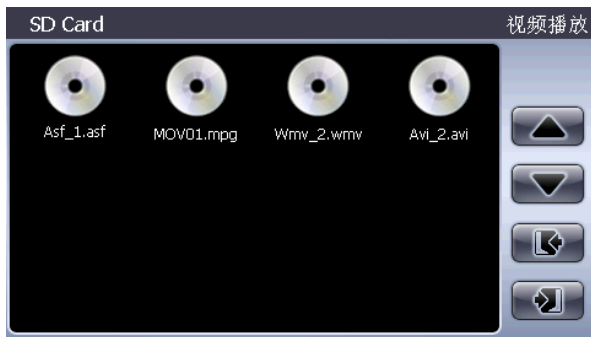 SD Card
视频播放
Asf_1.asf
MOV01.mpg
Wmv_2.wmv
Avi_2.avi